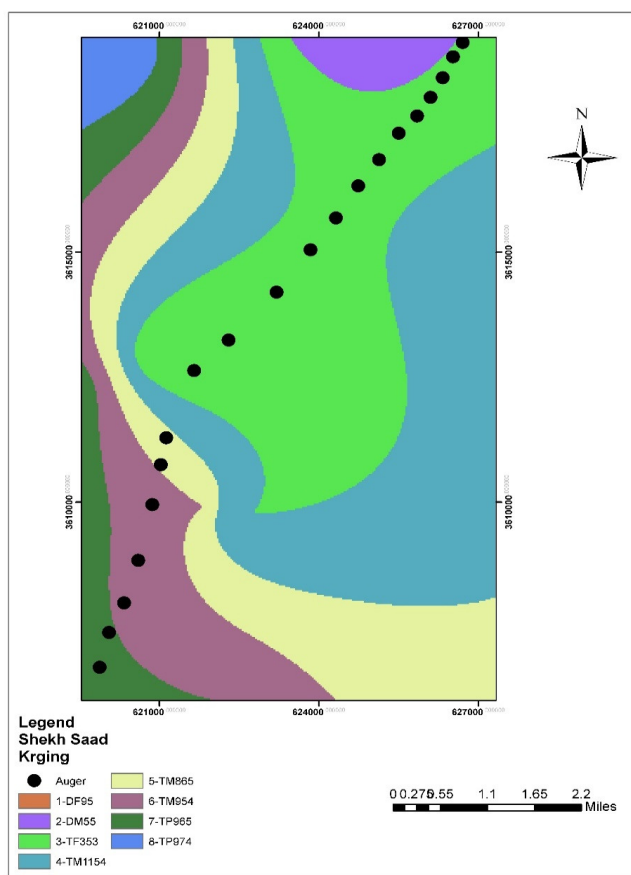 621000 624000 627000
N
3615000 3615000
3610000 3610000
621000 624000 627000
Legend
Shekh Saad
Krging
Auger
1-DF95
2-DM55
3-TF353
4-TM1154
5-TM865
6-TM954
7-TP965
8-TP974
0 0.275 0.55 1.1 1.65 2.2
Miles